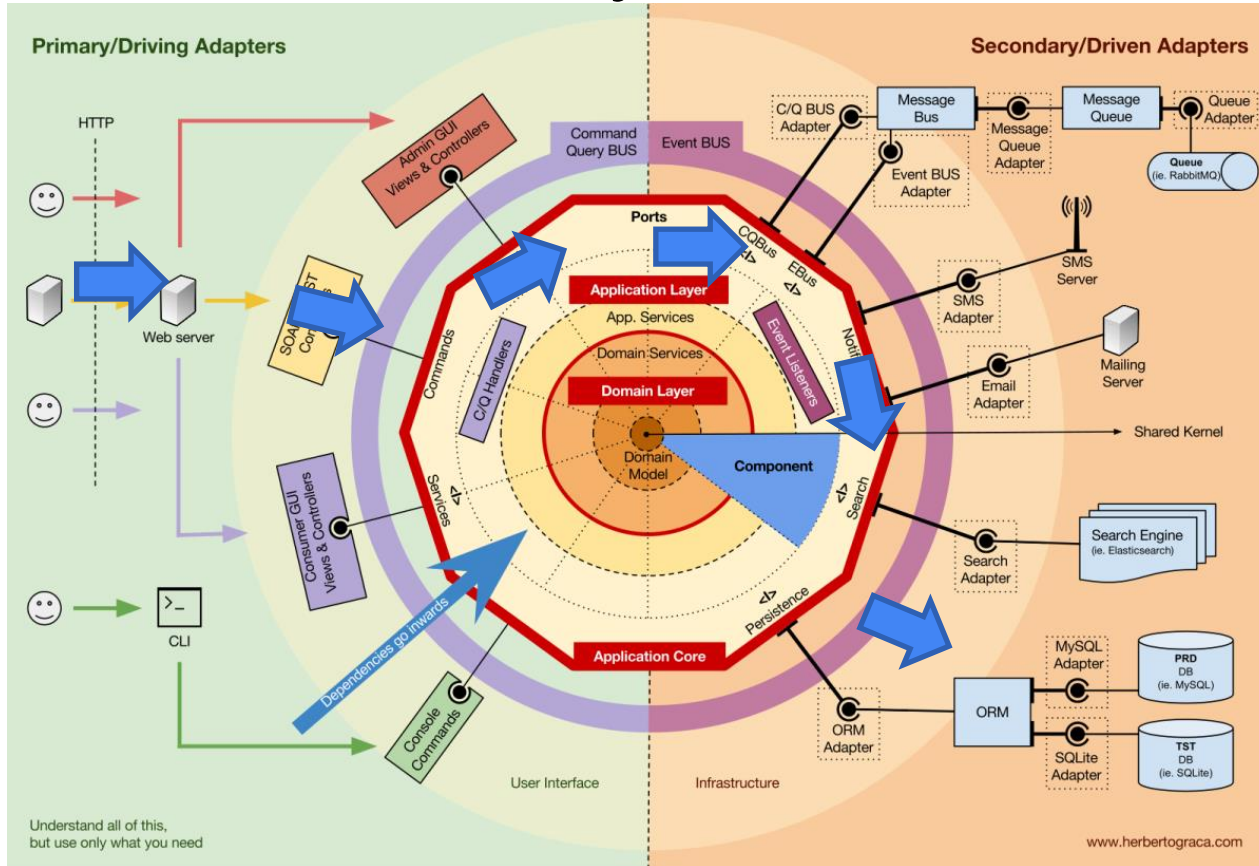 Primary/Driving Adapters
Secondary/Driven Adapters
HTTP
Web server
CLI
>_
Admin GUI
Views & Controllers
SOA
ST
Con
s
Consumer GUI
Views & Controllers
Console
Commands
Dependencies go inwards
Command
Query BUS
Event BUS
Ports
Commands
Services
C/Q Handlers
Application Layer
App. Services
Domain Services
Domain Layer
Domain
Model
Component
Event Listeners
Application Core
CQBus
</>
EBus
</>
Notif
</>
Search
</>
Persistence
</>
</>
User Interface
Infrastructure
C/Q BUS
Adapter
Message
Bus
Event BUS
Adapter
Message
Queue
Adapter
Message
Queue
Queue
Adapter
Queue
(ie. RabbitMQ)
SMS
Server
SMS
Adapter
Email
Adapter
Mailing
Server
Shared Kernel
Search
Adapter
Search Engine
(ie. Elasticsearch)
ORM
Adapter
ORM
MySQL
Adapter
PRD
DB
(ie. MySQL)
SQLite
Adapter
TST
DB
(ie. SQLite)
Understand all of this,
but use only what you need
www.herbertograca.com